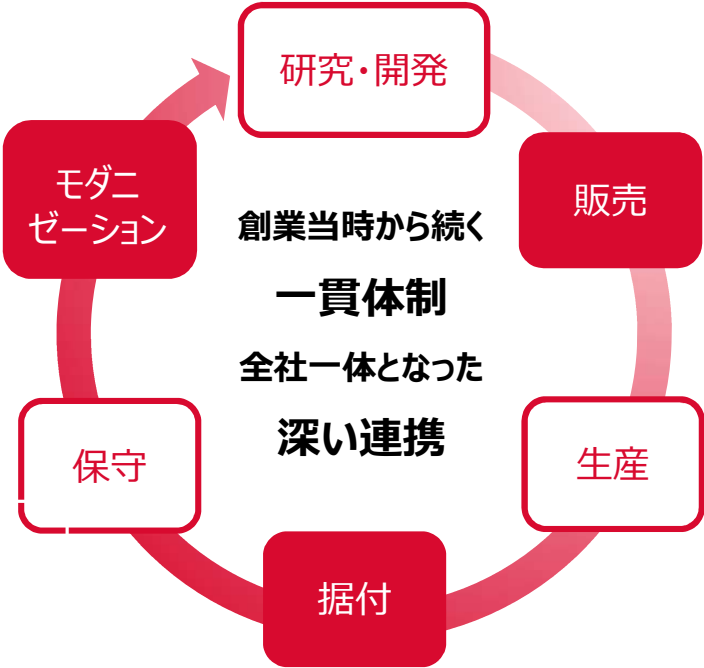 研究・開発
販売
生産
据付
保守
モダニ
ゼーション
創業当時から続く
一貫体制
全社一体となった
深い連携